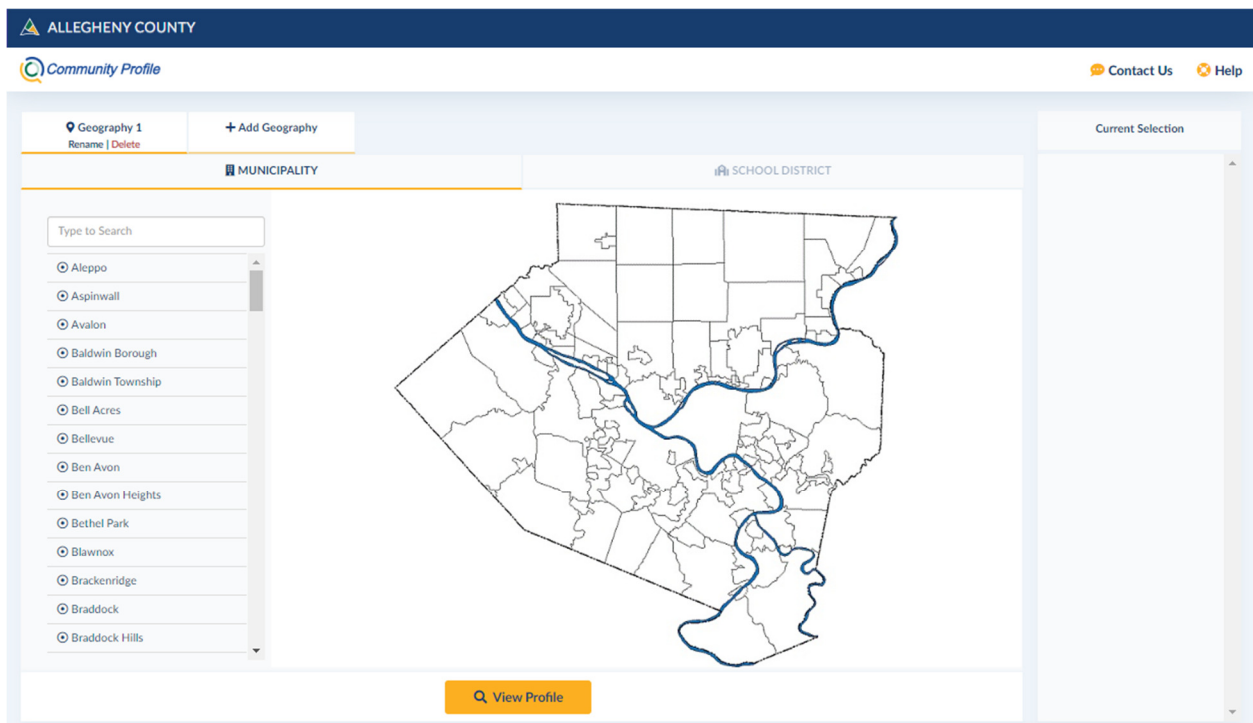 ALLEGHENY COUNTY
Community Profile
Contact Us
Help
Geography 1
Rename | Delete
+ Add Geography
Current Selection
MUNICIPALITY
SCHOOL DISTRICT
Type to Search
Aleppo
Aspinwall
Avalon
Baldwin Borough
Baldwin Township
Bell Acres
Bellevue
Ben Avon
Ben Avon Heights
Bethel Park
Blawnox
Brackenridge
Braddock
Braddock Hills
View Profile